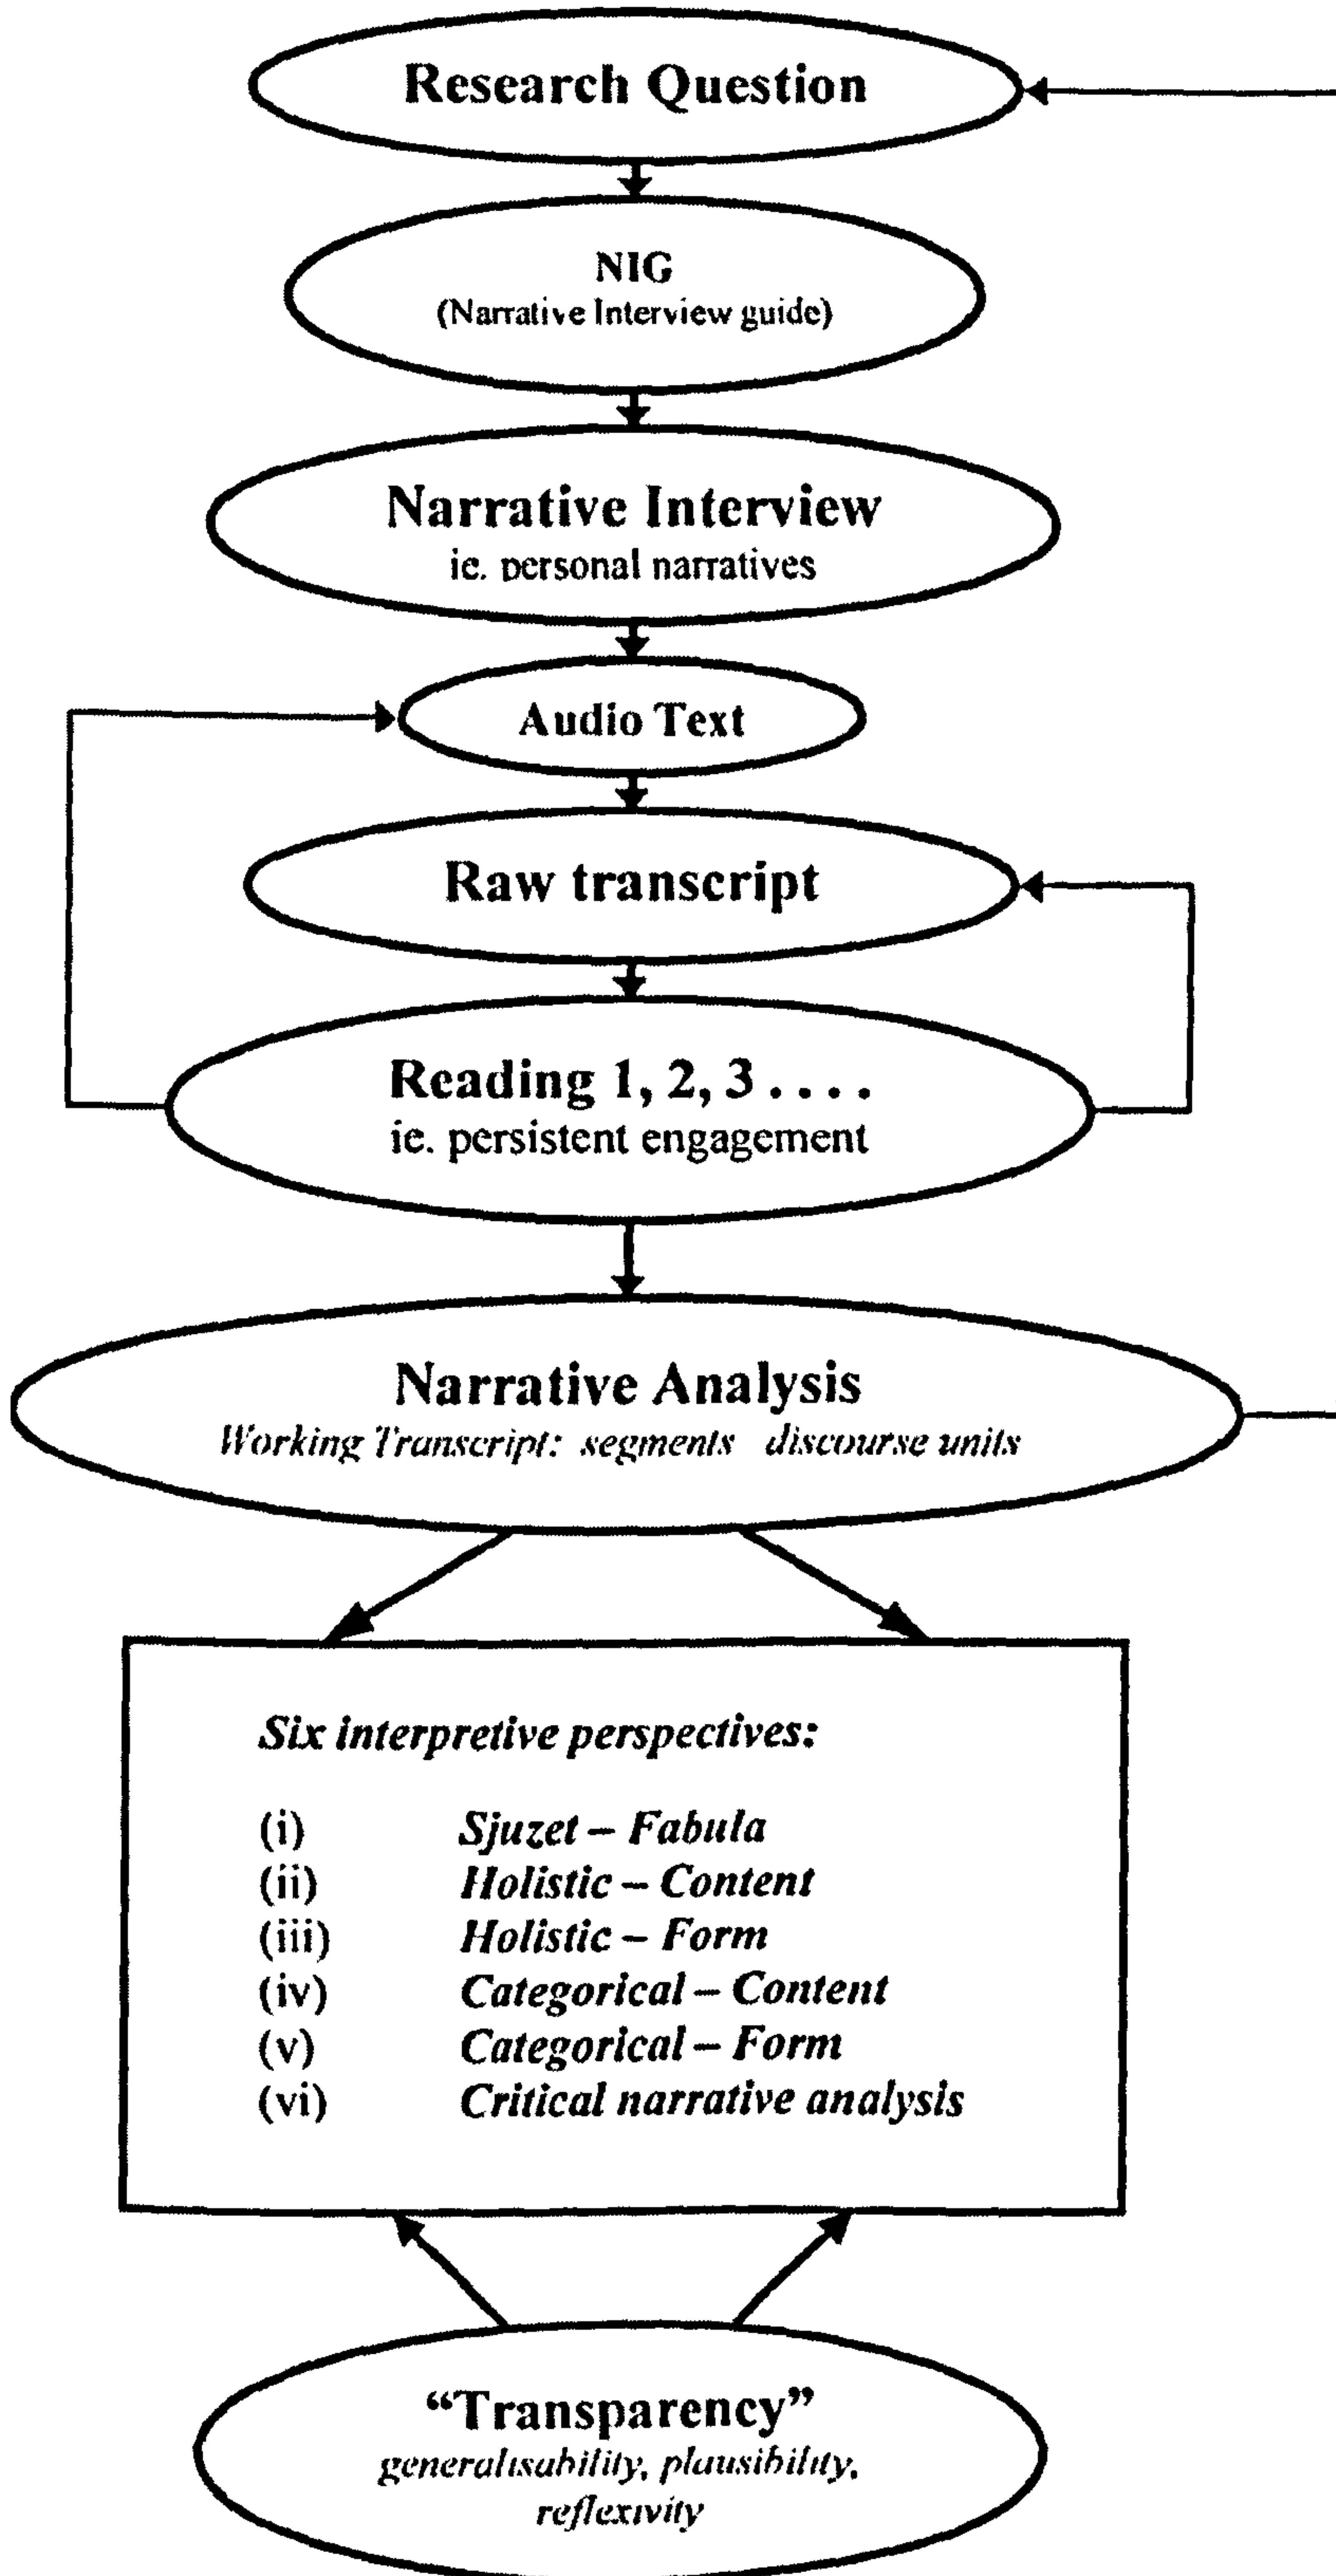 Research Question
NIG
(Narrative Interview guide)
Narrative Interview
ie. personal narratives
Audio Text
Raw transcript
Reading 1, 2, 3 . . . .
ie. persistent engagement
Narrative Analysis
Working Transcript: segments discourse units
Six interpretive perspectives:
(i) Sjuzet – Fabula
(ii) Holistic – Content
(iii) Holistic – Form
(iv) Categorical – Content
(v) Categorical – Form
(vi) Critical narrative analysis
“Transparency”
generalisability, plausibility,
reflexivity